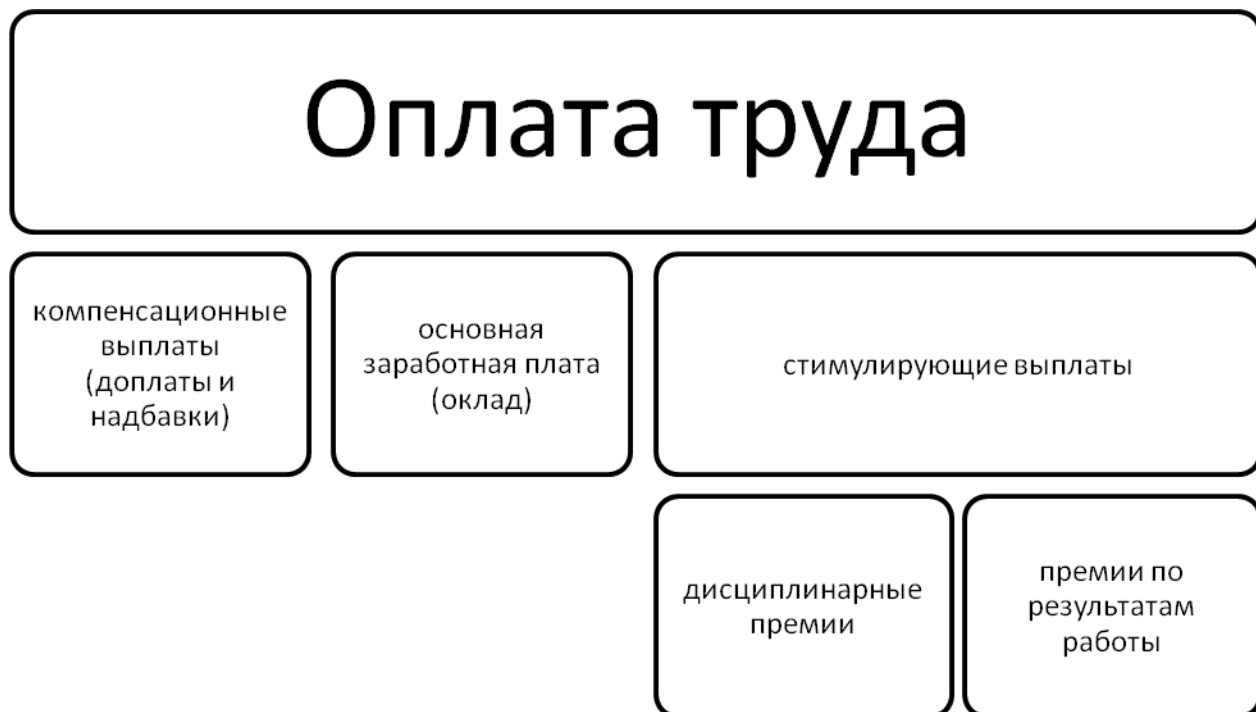 Оплата труда
компенсационные
выплаты
(доплаты и
надбавки)
основная
заработная плата
(оклад)
стимулирующие выплаты
дисциплинарные
премии
премии по
результатам
работы